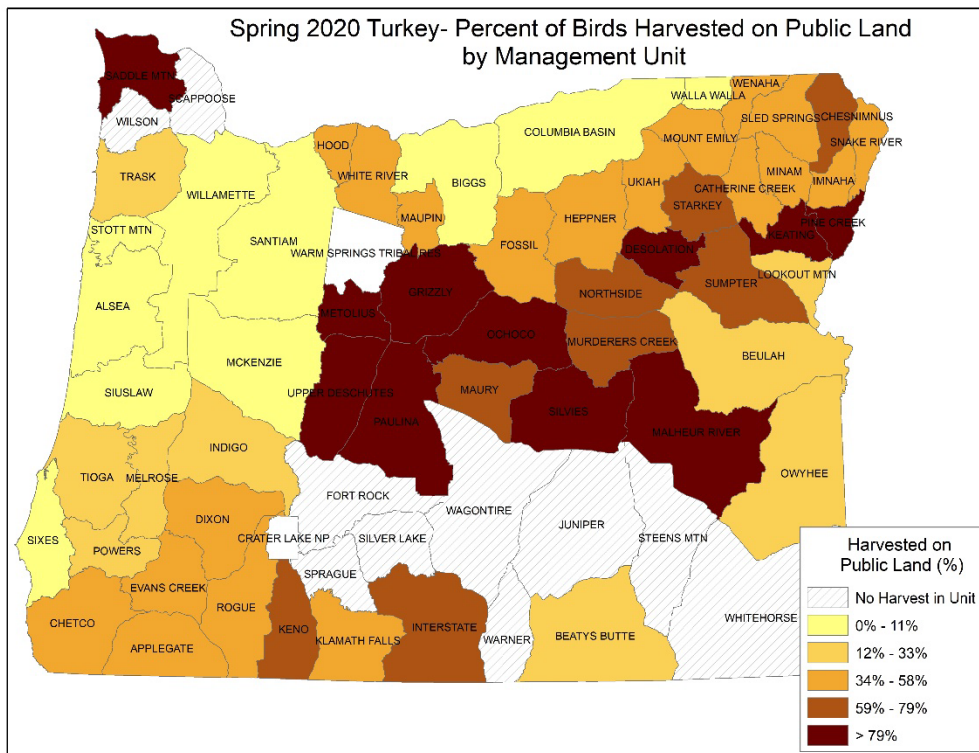 Spring 2020 Turkey- Percent of Birds Harvested on Public Land
by Management Unit
SADDLE MTN
SCAPPOOSE
WILSON
WENAHA
WALLA WALLA
SLED SPRINGS
CHESNIMNUS
COLUMBIA BASIN
MOUNT EMILY
SNAKE RIVER
HOOD
TRASK
WHITE RIVER
WILLAMETTE
BIGGS
UKIAH
MINAM
IMNAHA
CATHERINE CREEK
STARKEY
MAUPIN
HEPPNER
STOTT MTN
PINE CREEK
KEATING
SANTIAM
FOSSIL
WARM SPRINGS TRIBAL RES
DESOLATION
LOOKOUT MTN
SUMPTER
GRIZZLY
NORTHSIDE
ALSEA
METOLIUS
OCHOCO
MURDERERS CREEK
BEULAH
MCKENZIE
SIUSLAW
UPPER DESCHUTES
MAURY
SILVIES
PAULINA
MALHEUR RIVER
INDIGO
OWYHEE
TIOGA
MELROSE
FORT ROCK
WAGONTIRE
DIXON
JUNIPER
CRATER LAKE NP
SILVER LAKE
STEENS MTN
SIXES
POWERS
SPRAGUE
EVANS CREEK
ROGUE
WHITEHORSE
CHETCO
KENO
KLAMATH FALLS
INTERSTATE
WARNER
BEATYS BUTTE
APPLEGATE
Harvested on
Public Land (%)
No Harvest in Unit
0% - 11%
12% - 33%
34% - 58%
59% - 79%
> 79%